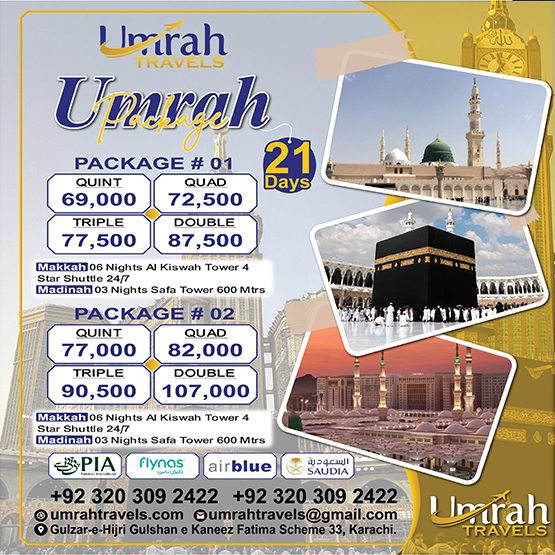 Umrah
TRAVELS
Umrah
Package
21
Days
PACKAGE # 01
QUINT
69,000
QUAD
72,500
TRIPLE
77,500
DOUBLE
87,500
Makkah 06 Nights Al Kiswah Tower 4
Star Shuttle 24/7
Madinah 03 Nights Safa Tower 600 Mtrs
PACKAGE # 02
QUINT
77,000
QUAD
82,000
TRIPLE
90,500
DOUBLE
107,000
Makkah 06 Nights Al Kiswah Tower 4
Star Shuttle 24/7
Madinah 03 Nights Safa Tower 600 Mtrs
PIA
flynas
طيران ناس
airblue
السعودية
SAUDIA
+92 320 309 2422 +92 320 309 2422
umrahtravels.com umrahtravels@gmail.com
Gulzar-e-Hijri Gulshan e Kaneez Fatima Scheme 33, Karachi.
Umrah
TRAVELS